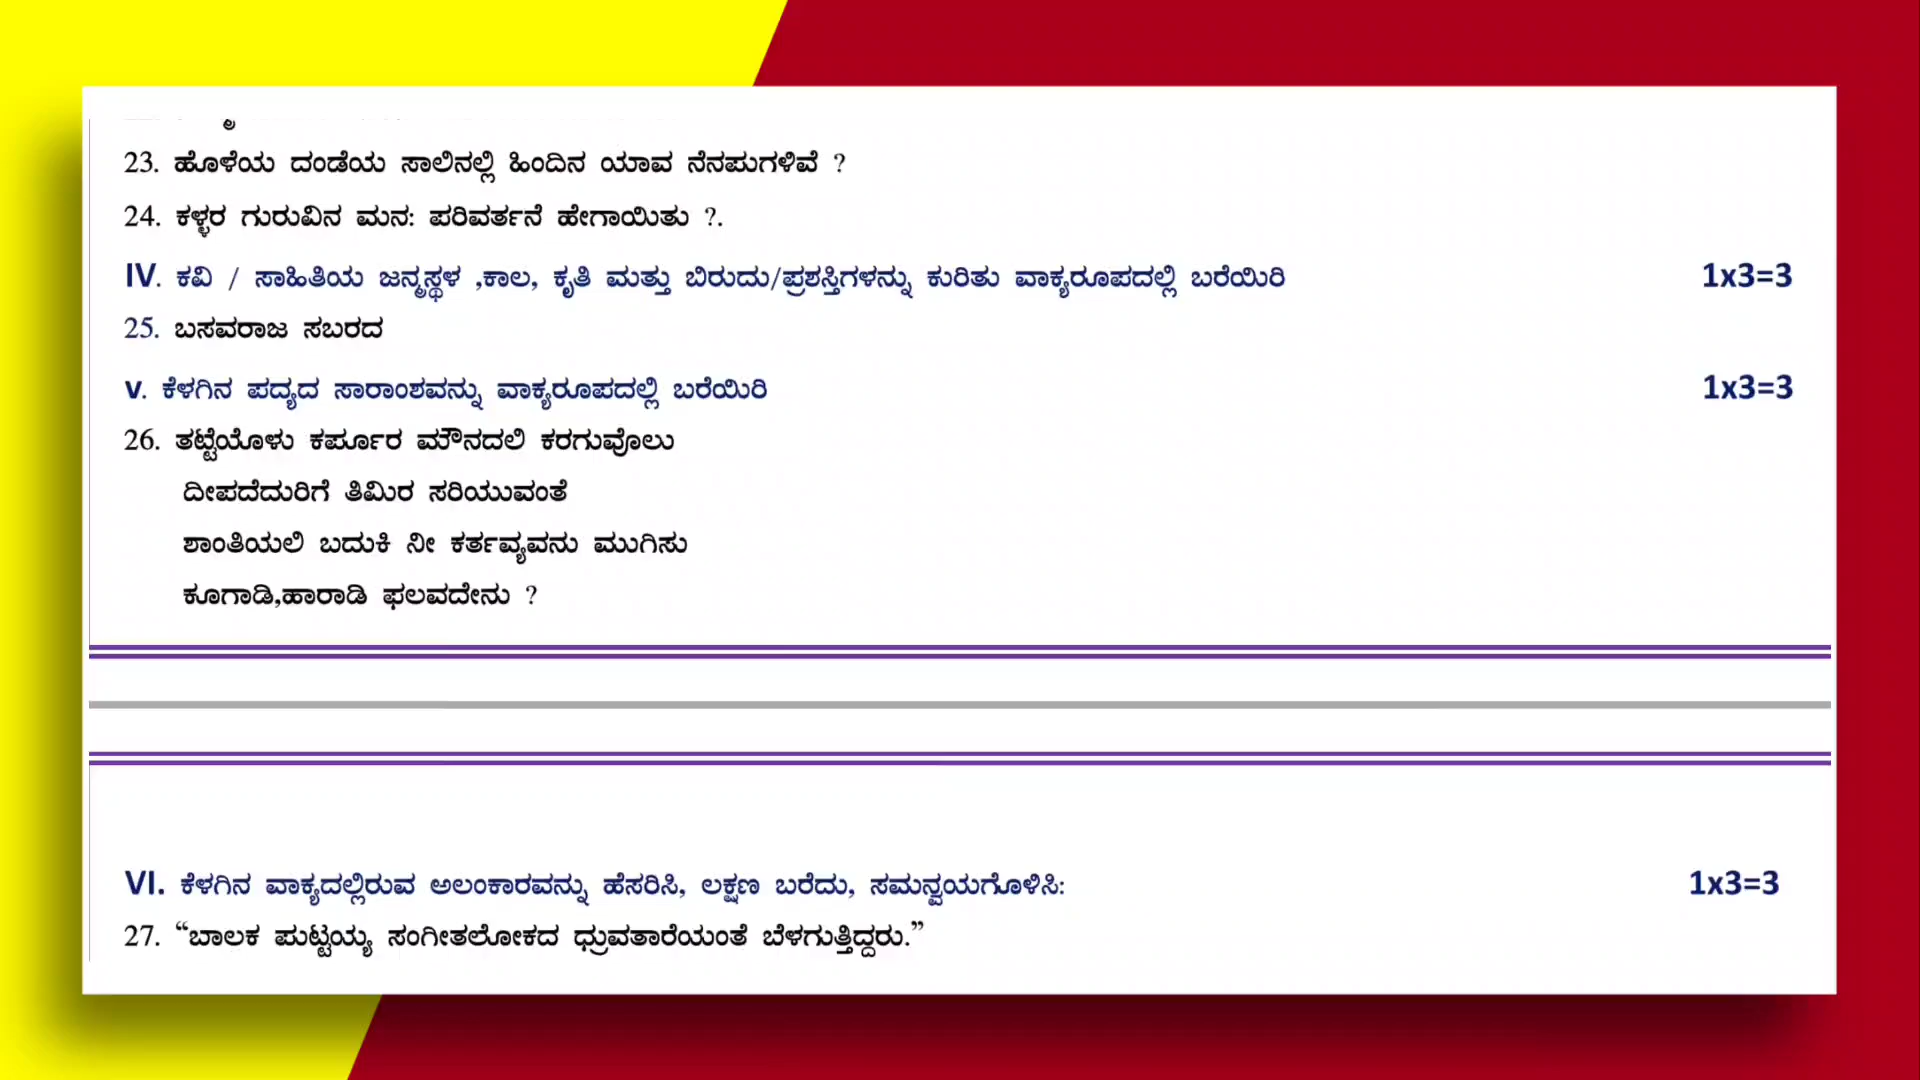 23. ಹೊಳೆಯ ದಂಡೆಯ ಸಾಲಿನಲ್ಲಿ ಹಿಂದಿನ ಯಾವ ನೆನಪುಗಳಿವೆ ?
24. ಕಳ್ಳರ ಗುರುವಿನ ಮನ: ಪರಿವರ್ತನೆ ಹೇಗಾಯಿತು ?.
IV. ಕವಿ / ಸಾಹಿತಿಯ ಜನ್ಮಸ್ಥಳ ,ಕಾಲ, ಕೃತಿ ಮತ್ತು ಬಿರುದು/ಪ್ರಶಸ್ತಿಗಳನ್ನು ಕುರಿತು ವಾಕ್ಯರೂಪದಲ್ಲಿ ಬರೆಯಿರಿ 1x3=3
25. ಬಸವರಾಜ ಸಬರದ
v. ಕೆಳಗಿನ ಪದ್ಯದ ಸಾರಾಂಶವನ್ನು ವಾಕ್ಯರೂಪದಲ್ಲಿ ಬರೆಯಿರಿ 1x3=3
26. ತಟ್ಟೆಯೊಳು ಕರ್ಪೂರ ಮೌನದಲಿ ಕರಗುವೊಲು
ದೀಪದೆದುರಿಗೆ ತಿಮಿರ ಸರಿಯುವಂತೆ
ಶಾಂತಿಯಲಿ ಬದುಕಿ ನೀ ಕರ್ತವ್ಯವನು ಮುಗಿಸು
ಕೂಗಾಡಿ,ಹಾರಾಡಿ ಫಲವದೇನು ?
VI. ಕೆಳಗಿನ ವಾಕ್ಯದಲ್ಲಿರುವ ಅಲಂಕಾರವನ್ನು ಹೆಸರಿಸಿ, ಲಕ್ಷಣ ಬರೆದು, ಸಮನ್ವಯಗೊಳಿಸಿ: 1x3=3
27. “ಬಾಲಕ ಪುಟ್ಟಯ್ಯ ಸಂಗೀತಲೋಕದ ಧ್ರುವತಾರೆಯಂತೆ ಬೆಳಗುತ್ತಿದ್ದರು.”